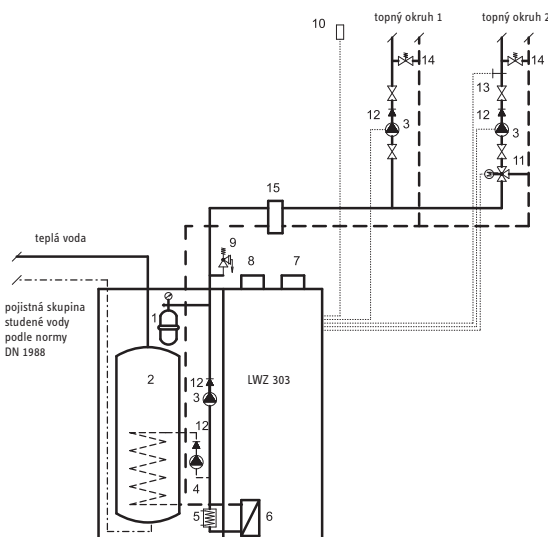 10
topný okruh 1
topný okruh 2
14
14
13
12
3
12
3
11
15
teplá voda
9
8
7
pojistná skupina
studené vody
podle normy
DN 1988
1
2
12
3
LWZ 303
12
4
5
6